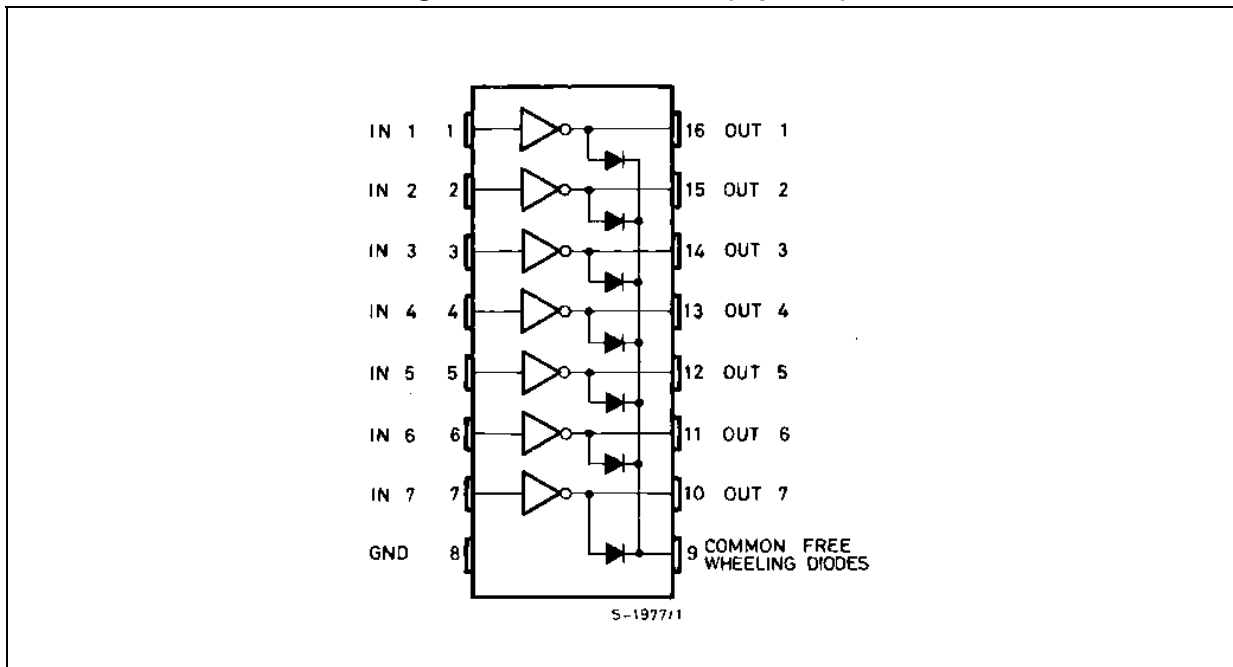 IN 1 1 16 OUT 1
IN 2 2 15 OUT 2
IN 3 3 14 OUT 3
IN 4 4 13 OUT 4
IN 5 5 12 OUT 5
IN 6 6 11 OUT 6
IN 7 7 10 OUT 7
GND 8 9 COMMON FREE
WHEELING DIODES
S-1977/1